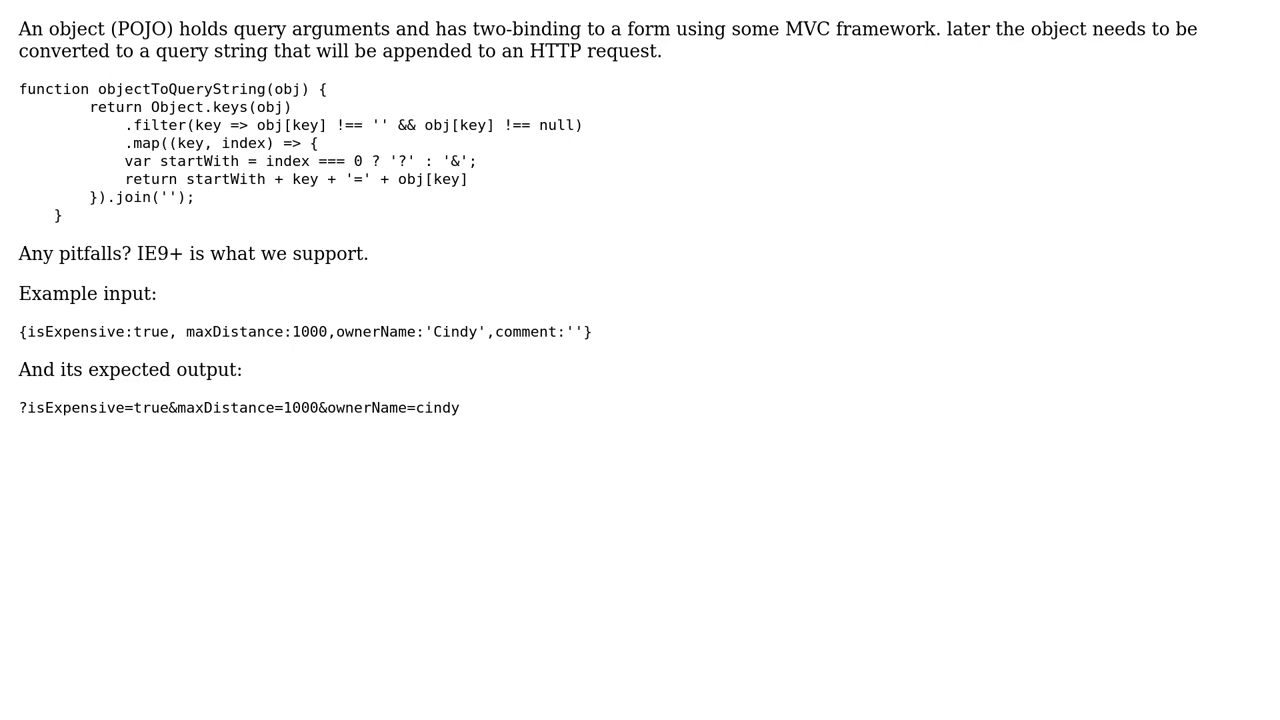 An object (POJO) holds query arguments and has two-binding to a form using some MVC framework. later the object needs to be
converted to a query string that will be appended to an HTTP request.
function objectToQueryString(obj) {
        return Object.keys(obj)
            .filter(key => obj[key] !== '' && obj[key] !== null)
            .map((key, index) => {
            var startWith = index === 0 ? '?' : '&';
            return startWith + key + '=' + obj[key]
        }).join('');
    }
Any pitfalls? IE9+ is what we support.
Example input:
{isExpensive:true, maxDistance:1000,ownerName:'Cindy',comment:''}
And its expected output:
?isExpensive=true&maxDistance=1000&ownerName=cindy